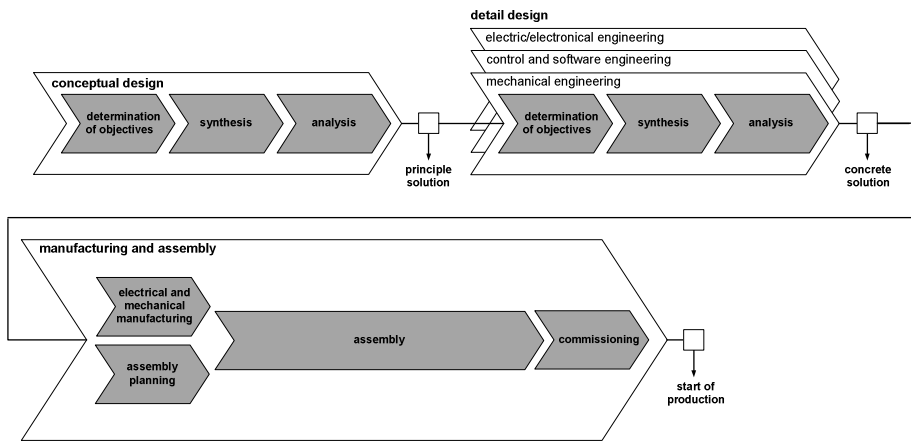 detail design
electric/electronical engineering
control and software engineering
mechanical engineering
conceptual design
determination
of objectives
synthesis
analysis
determination
of objectives
synthesis
analysis
principle
solution
concrete
solution
manufacturing and assembly
electrical and
mechanical
manufacturing
assembly
commissioning
assembly
planning
start of
production